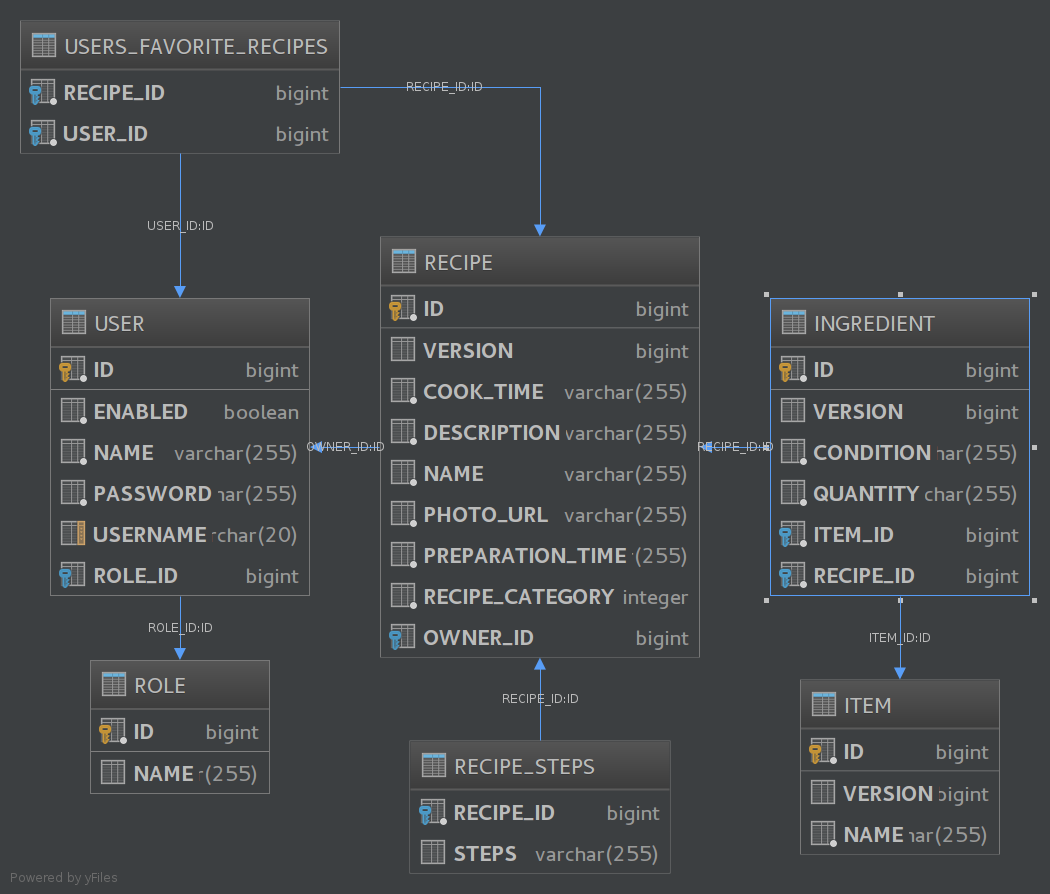 USERS_FAVORITE_RECIPES
RECIPE_ID bigint
USER_ID bigint
RECIPE_ID:ID
USER_ID:ID
USER
ID bigint
ENABLED boolean
NAME varchar(255)
PASSWORD har(255)
USERNAME rchar(20)
ROLE_ID bigint
OWNER_ID:ID
ROLE_ID:ID
ROLE
ID bigint
NAME r(255)
RECIPE
ID bigint
VERSION bigint
COOK_TIME varchar(255)
DESCRIPTION varchar(255)
NAME varchar(255)
PHOTO_URL varchar(255)
PREPARATION_TIME (255)
RECIPE_CATEGORY integer
OWNER_ID bigint
RECIPE_ID:ID
RECIPE_STEPS
RECIPE_ID bigint
STEPS varchar(255)
RECIPE_ID:ID
INGREDIENT
ID bigint
VERSION bigint
CONDITION har(255)
QUANTITY char(255)
ITEM_ID bigint
RECIPE_ID bigint
ITEM_ID:ID
ITEM
ID bigint
VERSION bigint
NAME har(255)
Powered by yFiles